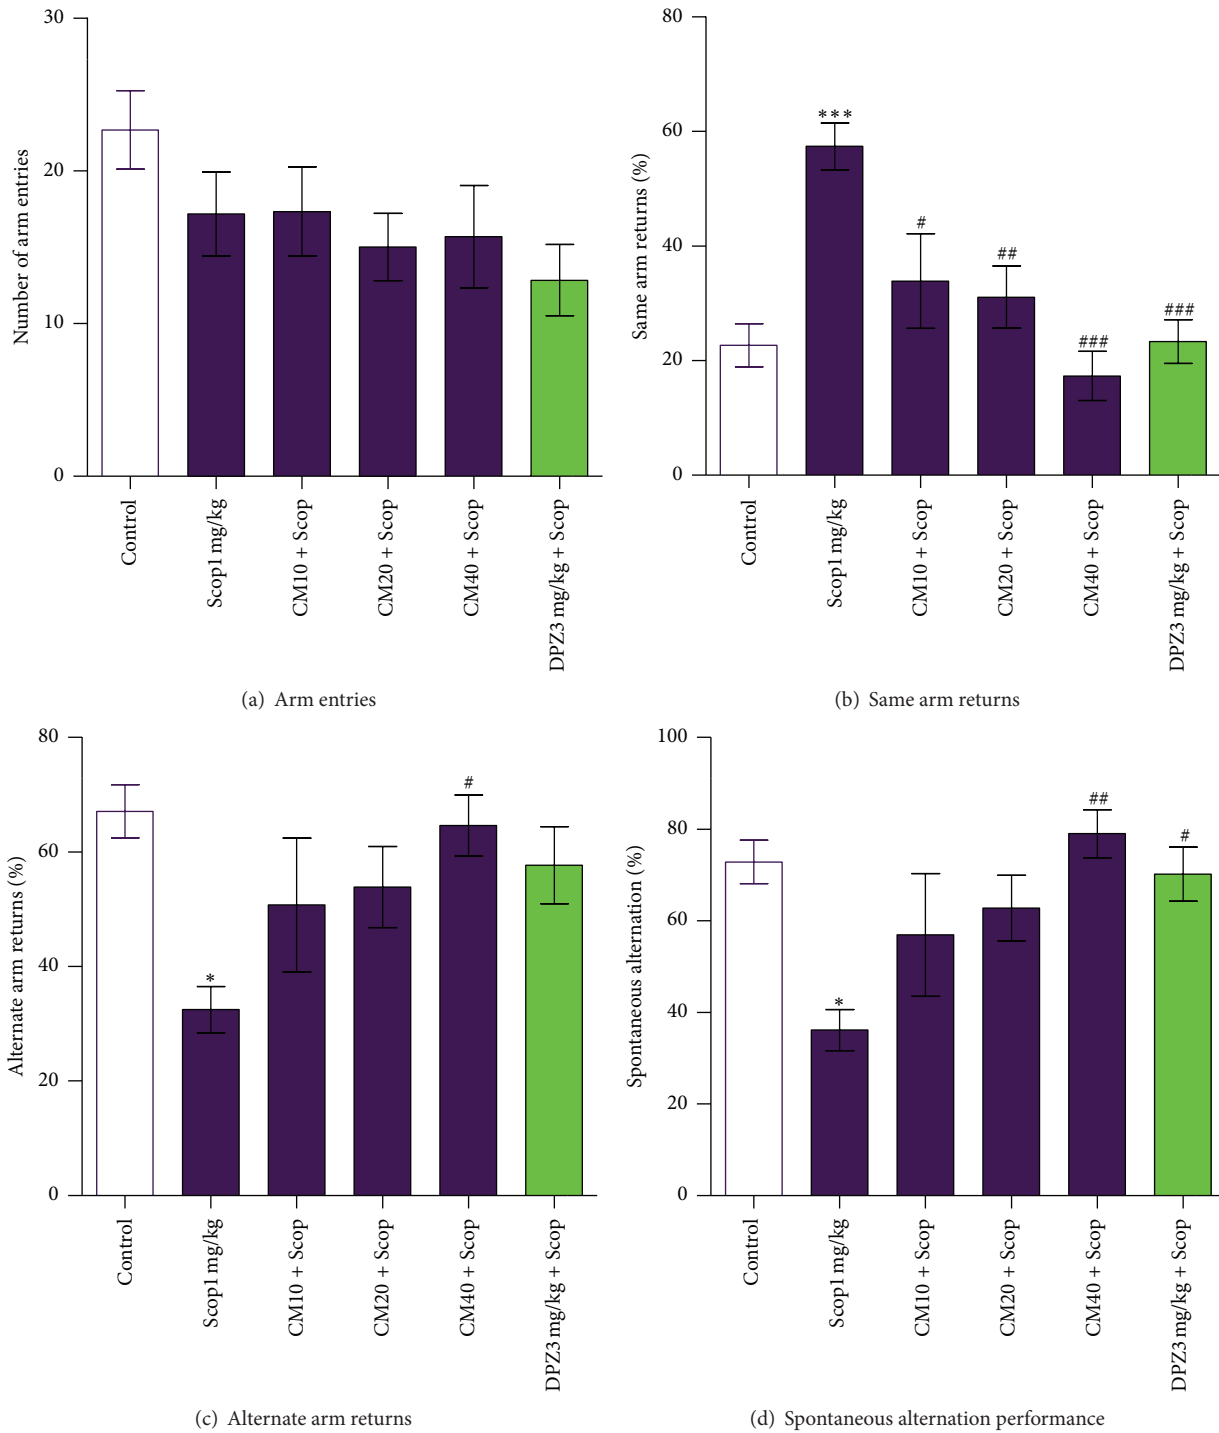 30
20
10
0
Number of arm entries
Control
Scop1 mg/kg
CM10 + Scop
CM20 + Scop
CM40 + Scop
DPZ3 mg/kg + Scop
(a) Arm entries
80
60
40
20
0
Same arm returns (%)
***
#
##
###
###
Control
Scop1 mg/kg
CM10 + Scop
CM20 + Scop
CM40 + Scop
DPZ3 mg/kg + Scop
(b) Same arm returns
80
60
40
20
0
Alternate arm returns (%)
*
#
Control
Scop1 mg/kg
CM10 + Scop
CM20 + Scop
CM40 + Scop
DPZ3 mg/kg + Scop
(c) Alternate arm returns
100
80
60
40
20
0
Spontaneous alternation (%)
*
##
#
Control
Scop1 mg/kg
CM10 + Scop
CM20 + Scop
CM40 + Scop
DPZ3 mg/kg + Scop
(d) Spontaneous alternation performance